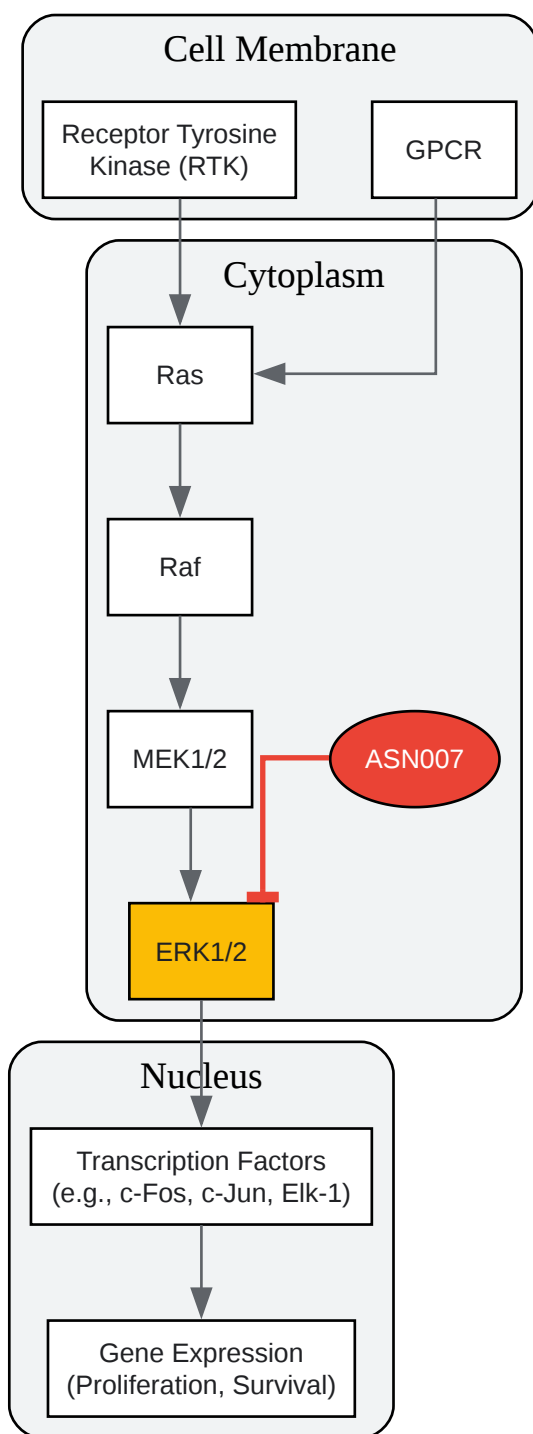 Cell Membrane
Receptor Tyrosine
Kinase (RTK)
GPCR
Cytoplasm
Ras
Raf
MEK1/2
ASN007
ERK1/2
Nucleus
Transcription Factors
(e.g., c-Fos, c-Jun, Elk-1)
Gene Expression
(Proliferation, Survival)